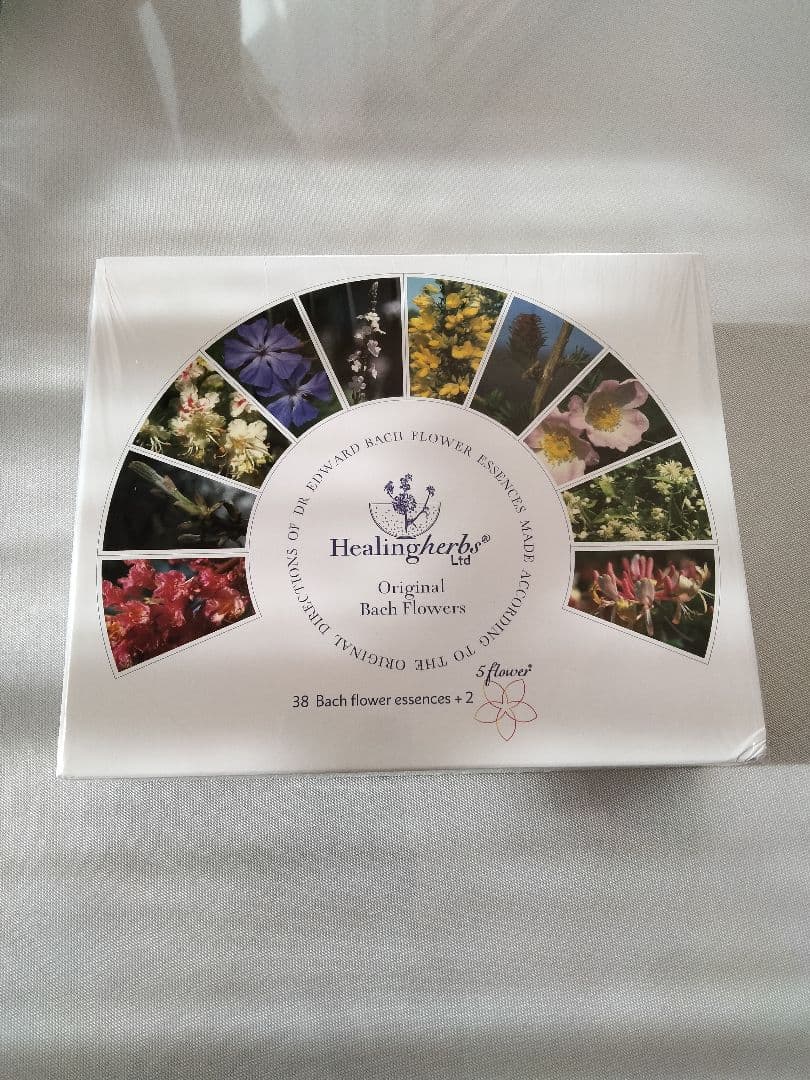 BACH FLOWER ESSENCES MADE ACCORDING TO THE ORIGINAL DIRECTIONS OF DR EDWARD
Healingherbs®
Ltd
Original
Bach Flowers
5 flower®
38 Bach flower essences + 2